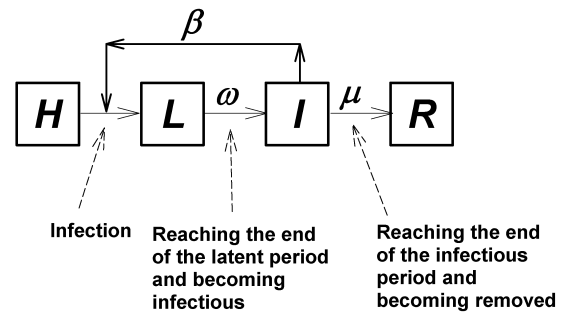 β
H L ω I μ R
Infection
Reaching the end
of the latent period
and becoming
infectious
Reaching the end
of the infectious
period and
becoming removed